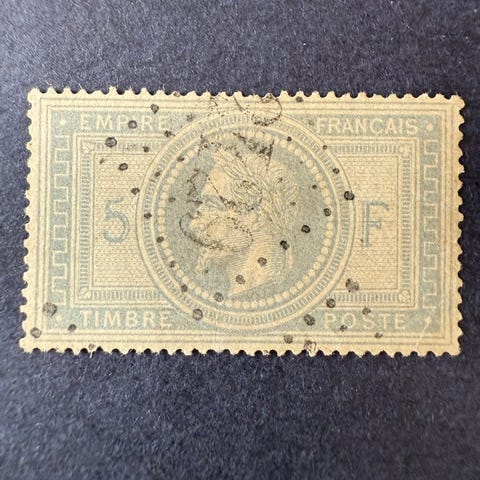 EMPIRE FRANÇAIS
5 F
TIMBRE POSTE